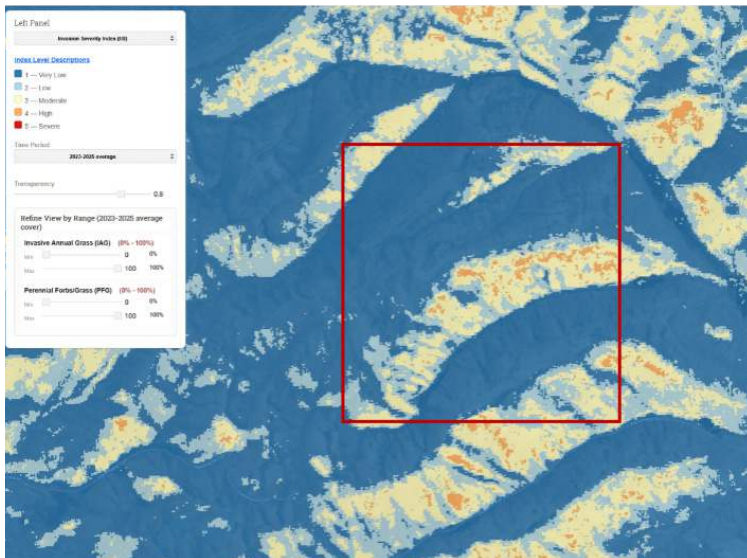 Left Panel
Invasion Severity Index (ISI)
Index Level Descriptions
1 — Very Low
2 — Low
3 — Moderate
4 — High
5 — Severe
Time Period
2023-2025 average
Transparency
0.8
Refine View by Range (2023-2025 average
cover)
Invasive Annual Grass (IAG) (0% - 100%)
Min 0 0%
Max 100 100%
Perennial Forbs/Grass (PFG) (0% - 100%)
Min 0 0%
Max 100 100%